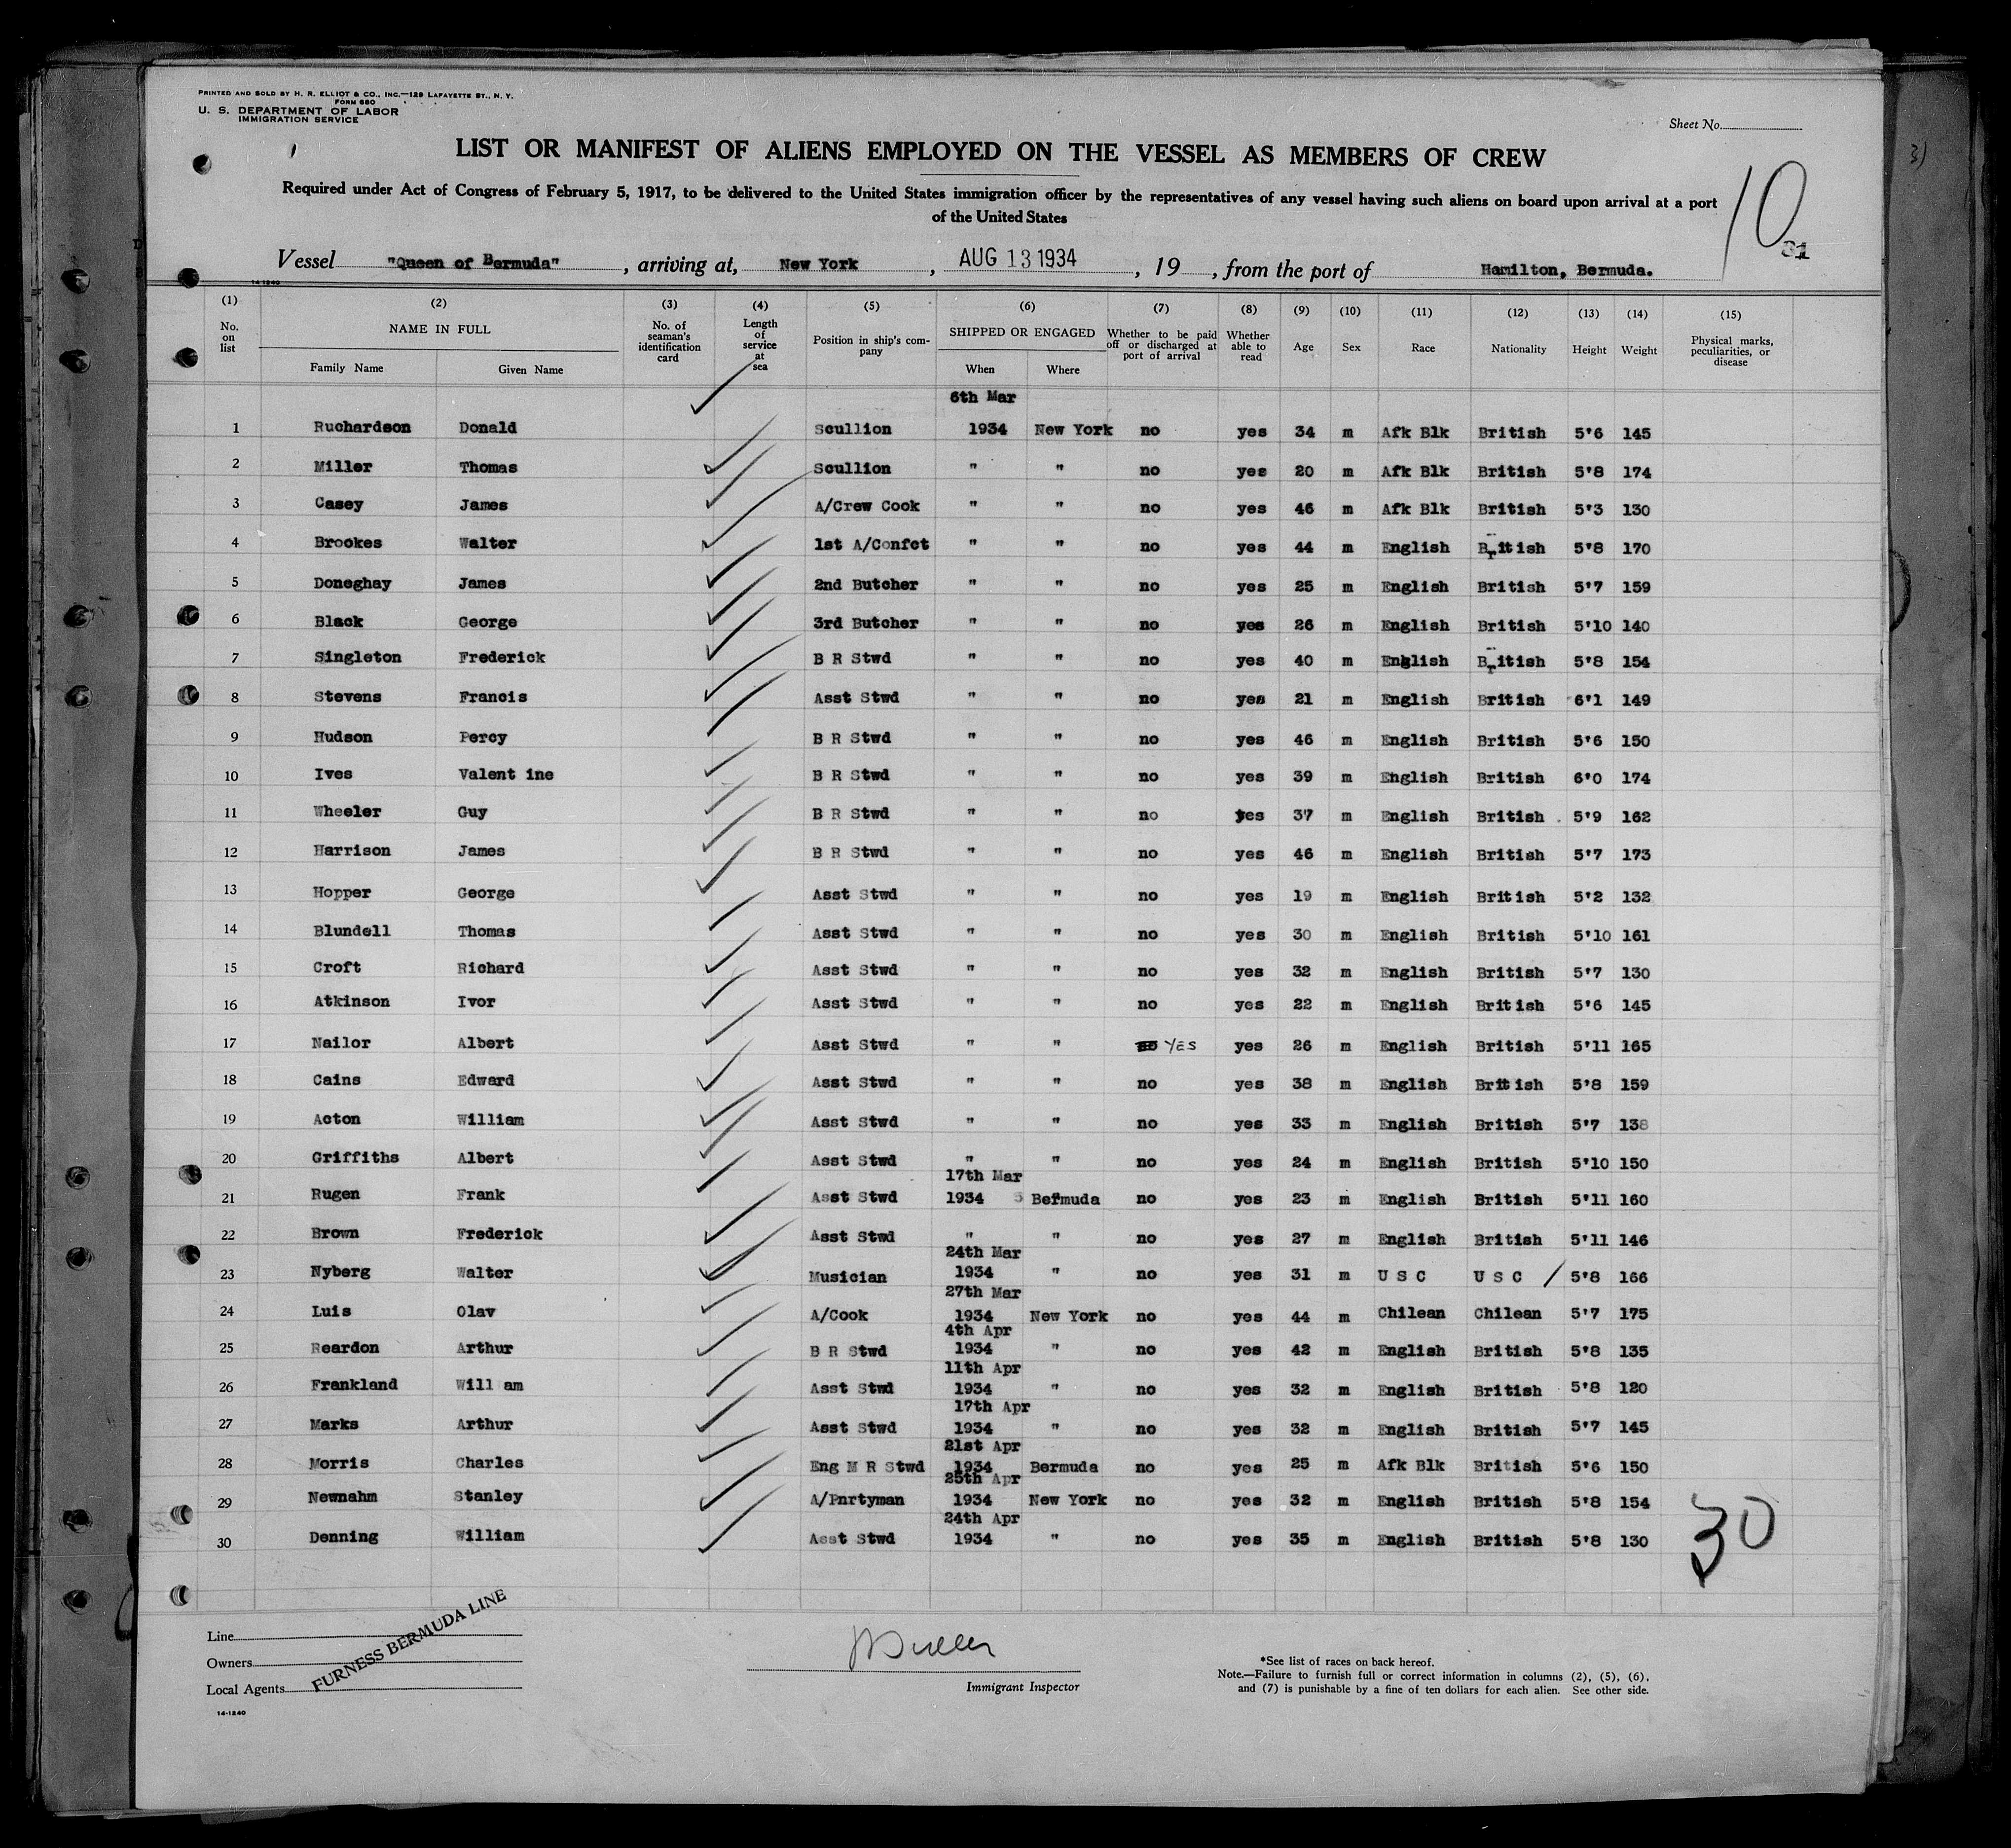 PRINTED AND SOLD BY H. R. ELLIOT & CO., INC.—129 LAFAYETTE ST., N. Y.
FORM 680
U. S. DEPARTMENT OF LABOR
IMMIGRATION SERVICE
Sheet No.
LIST OR MANIFEST OF ALIENS EMPLOYED ON THE VESSEL AS MEMBERS OF CREW
10
Required under Act of Congress of February 5, 1917, to be delivered to the United States immigration officer by the representatives of any vessel having such aliens on board upon arrival at a port
of the United States
31
Vessel "Queen of Bermuda", arriving at, New York, AUG 13 1934, 19, from the port of Hamilton, Bermuda.
14-1240
(1) (2) (3) (4) (5) (6) (7) (8) (9) (10) (11) (12) (13) (14) (15)
No. on list NAME IN FULL Family Name Given Name No. of seaman's identification card Length of service at sea Position in ship's company SHIPPED OR ENGAGED When Where Whether to be paid off or discharged at port of arrival Whether able to read Age Sex Race Nationality Height Weight Physical marks, peculiarities, or disease
6th Mar
1 Ruchardson Donald Scullion 1934 New York no yes 34 m Afk Blk British 5'6 145
2 Miller Thomas Scullion " " no yes 20 m Afk Blk British 5'8 174
3 Casey James A/Crew Cook " " no yes 46 m Afk Blk British 5'3 130
4 Brookes Walter 1st A/Confct " " no yes 44 m English British 5'8 170
5 Doneghay James 2nd Butcher " " no yes 25 m English British 5'7 159
6 Black George 3rd Butcher " " no yes 26 m English British 5'10 140
7 Singleton Frederick B R Stwd " " no yes 40 m English British 5'8 154
8 Stevens Francis Asst Stwd " " no yes 21 m English British 6'1 149
9 Hudson Percy B R Stwd " " no yes 46 m English British 5'6 150
10 Ives Valent ine B R Stwd " " no yes 39 m English British 6'0 174
11 Wheeler Guy B R Stwd " " no yes 37 m English British 5'9 162
12 Harrison James B R Stwd " " no yes 46 m English British 5'7 173
13 Hopper George Asst Stwd " " no yes 19 m English British 5'2 132
14 Blundell Thomas Asst Stwd " " no yes 30 m English British 5'10 161
15 Croft Richard Asst Stwd " " no yes 32 m English British 5'7 130
16 Atkinson Ivor Asst Stwd " " no yes 22 m English British 5'6 145
17 Nailor Albert Asst Stwd " " no YES yes 26 m English British 5'11 165
18 Cains Edward Asst Stwd " " no yes 38 m English British 5'8 159
19 Acton William Asst Stwd " " no yes 33 m English British 5'7 138
20 Griffiths Albert Asst Stwd " " no yes 24 m English British 5'10 150
17th Mar
21 Rugen Frank Asst Stwd 1934 Bermuda no yes 23 m English British 5'11 160
22 Brown Frederick Asst Stwd " " no yes 27 m English British 5'11 146
24th Mar
23 Nyberg Walter Musician 1934 " no yes 31 m U S C U S C / 5'8 166
27th Mar
24 Luis Olav A/Cook 1934 New York no yes 44 m Chilean Chilean 5'7 175
4th Apr
25 Reardon Arthur B R Stwd 1934 " no yes 42 m English British 5'8 135
11th Apr
26 Frankland Will am Asst Stwd 1934 " no yes 32 m English British 5'8 120
17th Apr
27 Marks Arthur Asst Stwd 1934 " no yes 32 m English British 5'7 145
21st Apr
28 Morris Charles Eng M R Stwd 1934 Bermuda no yes 25 m Afk Blk British 5'6 150
25th Apr
29 Newnahm Stanley A/Pnrtyman 1934 New York no yes 32 m English British 5'8 154
24th Apr
30 Denning William Asst Stwd 1934 " no yes 35 m English British 5'8 130
30
Line
Owners
Local Agents
FURNESS BERMUDA LINE
14-1240
Immigrant Inspector
*See list of races on back hereof.
Note.—Failure to furnish full or correct information in columns (2), (5), (6),
and (7) is punishable by a fine of ten dollars for each alien. See other side.